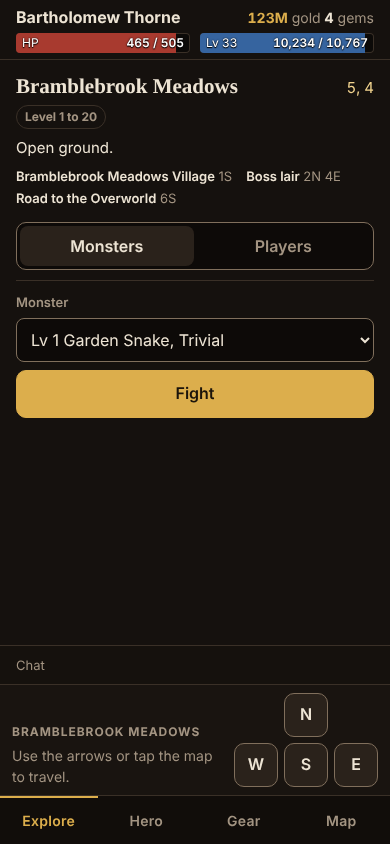 Bartholomew Thorne 123M gold 4 gems
HP 465 / 505 Lv 33 10,234 / 10,767
Bramblebrook Meadows 5, 4
Level 1 to 20
Open ground.
Bramblebrook Meadows Village 1S Boss lair 2N 4E
Road to the Overworld 6S
Monsters Players
Monster
Lv 1 Garden Snake, Trivial
Fight
Chat
N
BRAMBLEBROOK MEADOWS
Use the arrows or tap the map
to travel.
W S E
Explore Hero Gear Map